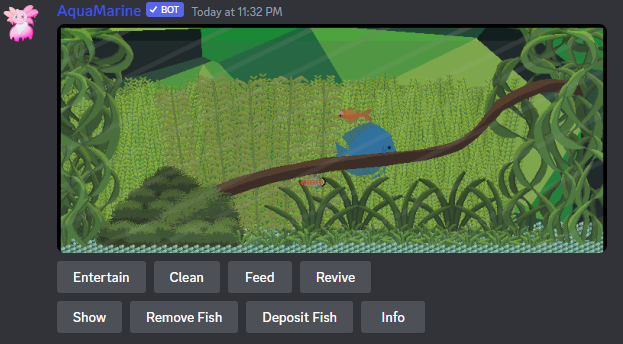 AquaMarine ✓ BOT Today at 11:32 PM
Entertain Clean Feed Revive
Show Remove Fish Deposit Fish Info